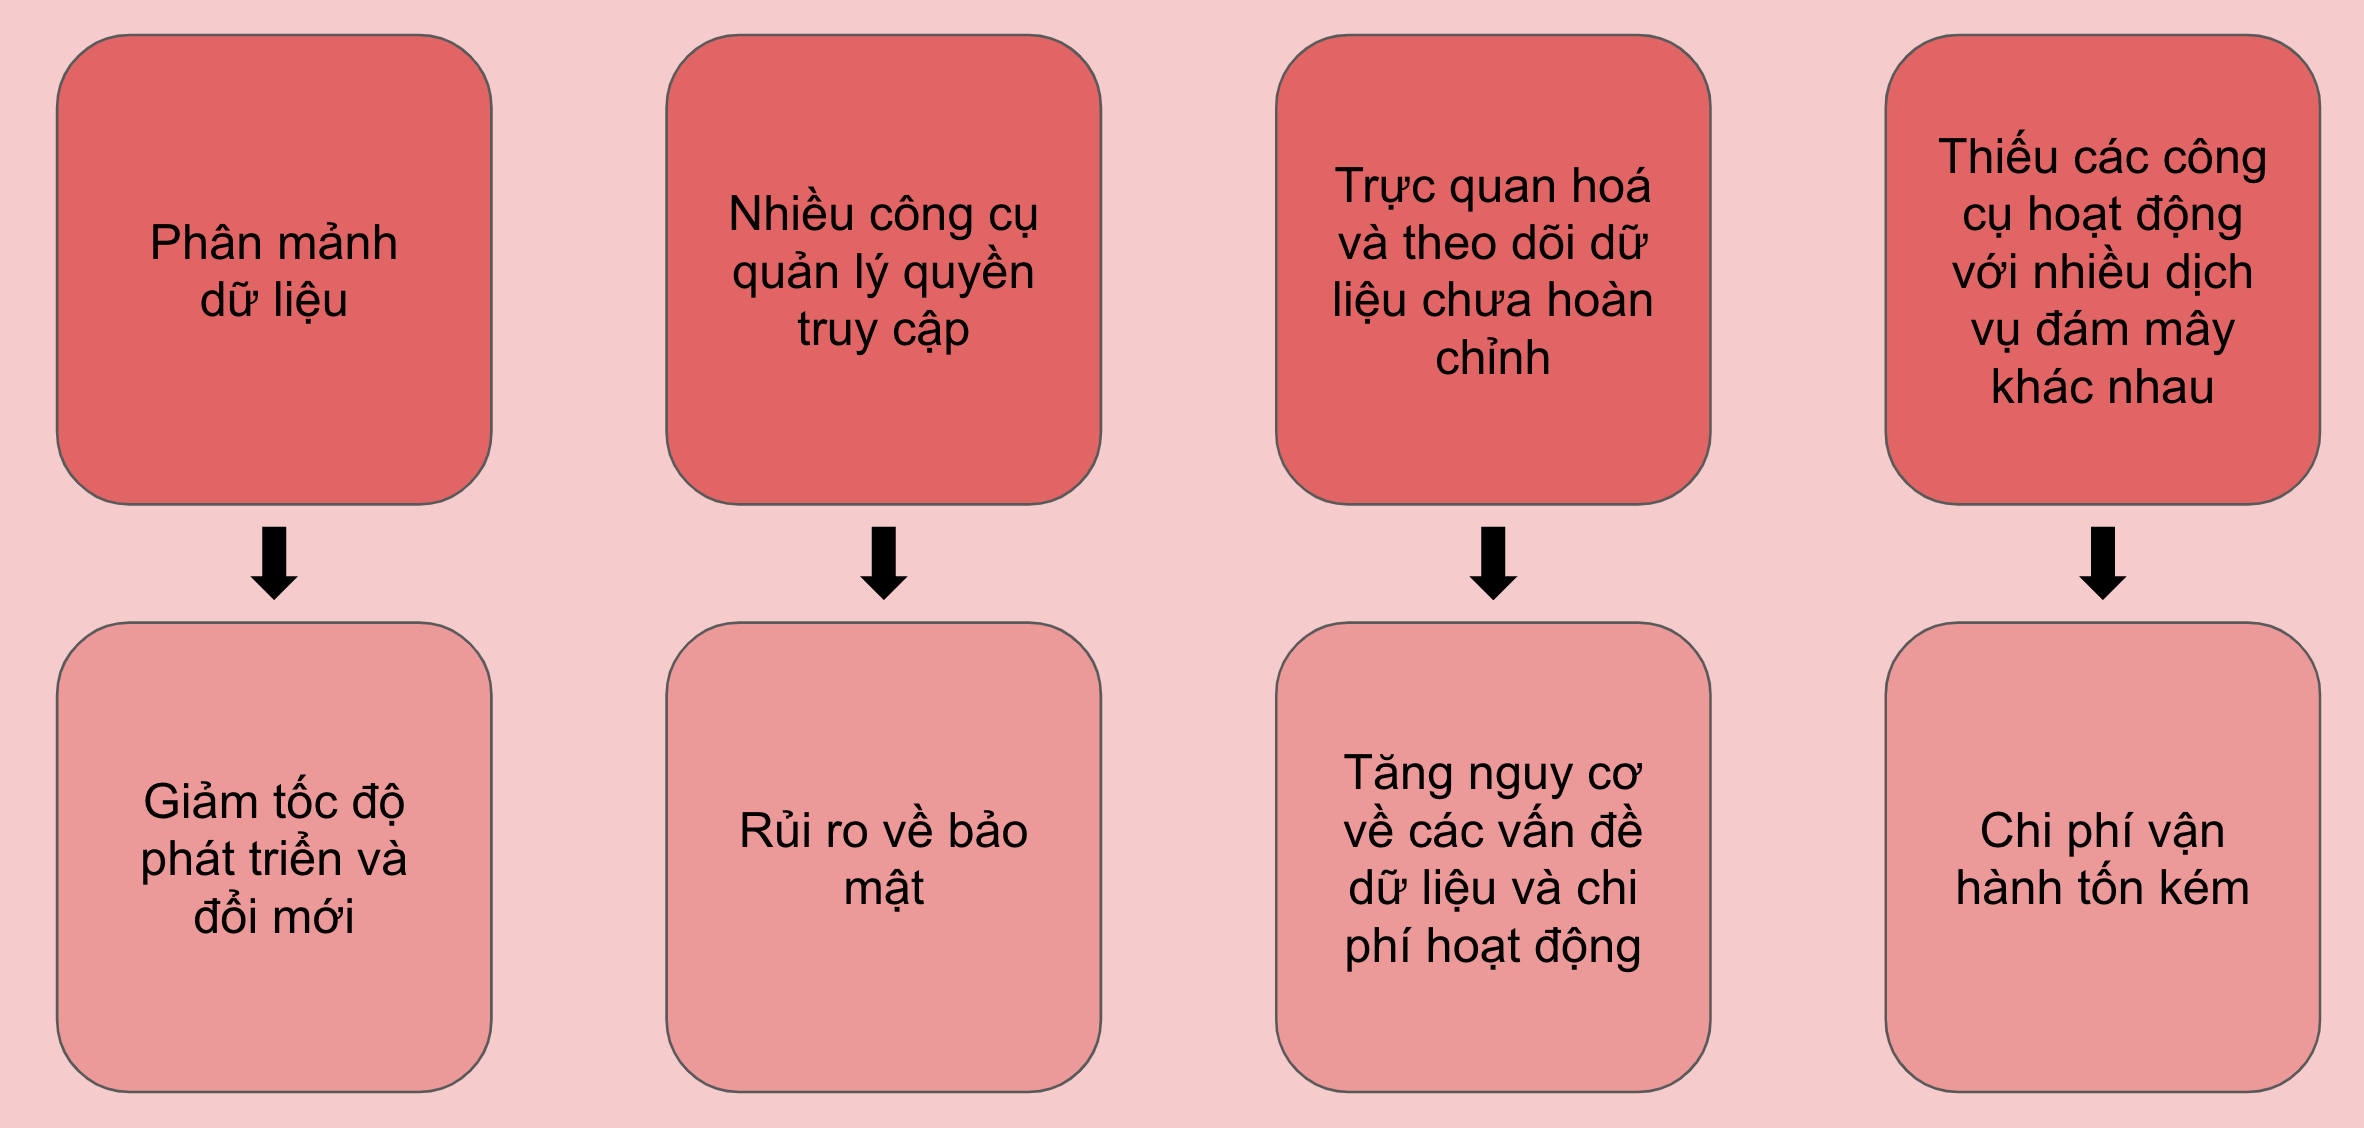 Phân mảnh
dữ liệu
Nhiều công cụ
quản lý quyền
truy cập
Trực quan hoá
và theo dõi dữ
liệu chưa hoàn
chỉnh
Thiếu các công
cụ hoạt động
với nhiều dịch
vụ đám mây
khác nhau
Giảm tốc độ
phát triển và
đổi mới
Rủi ro về bảo
mật
Tăng nguy cơ
về các vấn đề
dữ liệu và chi
phí hoạt động
Chi phí vận
hành tốn kém